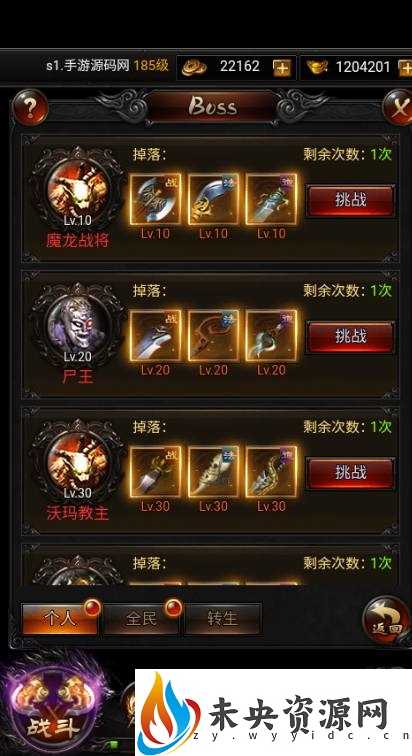 s1.手游源码网 185级 22162 1204201
?
Boss
掉落: 剩余次数: 1次
战 法 道
Lv.10 Lv.10 Lv.10 Lv.10
魔龙战将
挑战
掉落: 剩余次数: 1次
战 法 道
Lv.20 Lv.20 Lv.20 Lv.20
尸王
挑战
掉落: 剩余次数: 1次
战 法 道
Lv.30 Lv.30 Lv.30 Lv.30
沃玛教主
挑战
掉落: 剩余次数: 1次
个人 全民 转生
返回
战斗
未央资源网
zy.wyyidc.cn